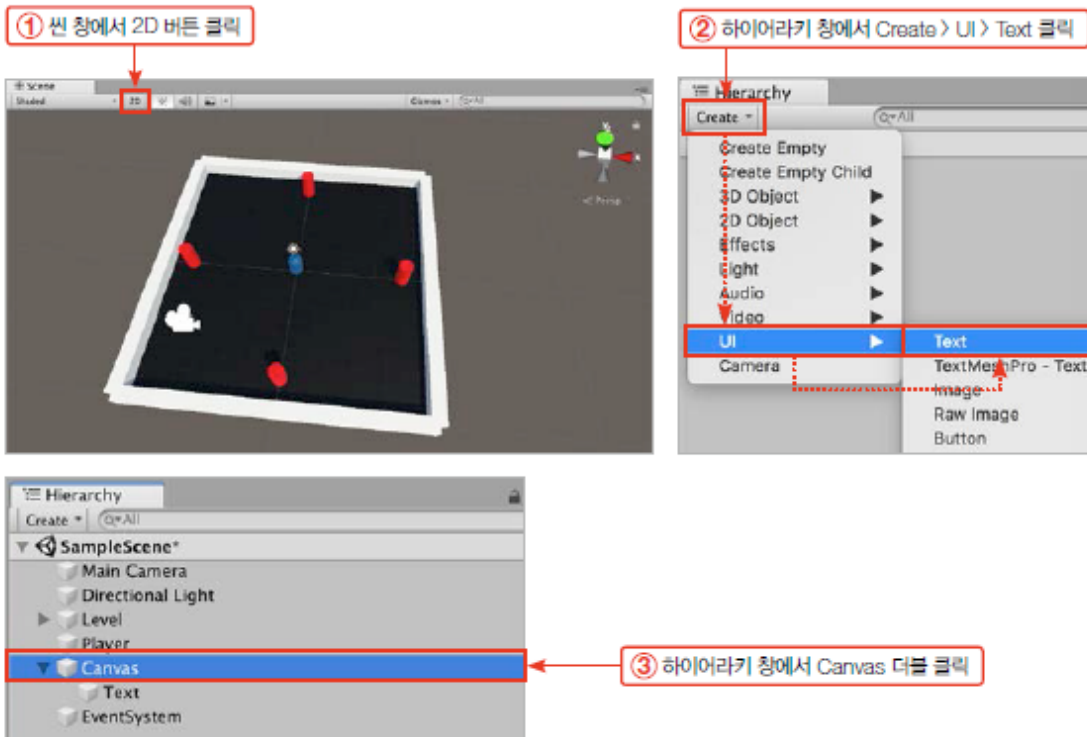 ① 씬 창에서 2D 버튼 클릭
② 하이어라키 창에서 Create > UI > Text 클릭
Scene
Shaded 2D Gizmos All
Y
x
< Persp
Hierarchy
Create All
Create Empty
Create Empty Child
3D Object
2D Object
Effects
Light
Audio
Video
UI
Camera
Text
TextMeshPro - Text
Image
Raw Image
Button
Hierarchy
Create All
SampleScene*
Main Camera
Directional Light
Level
Player
Canvas
Text
EventSystem
③ 하이어라키 창에서 Canvas 더블 클릭